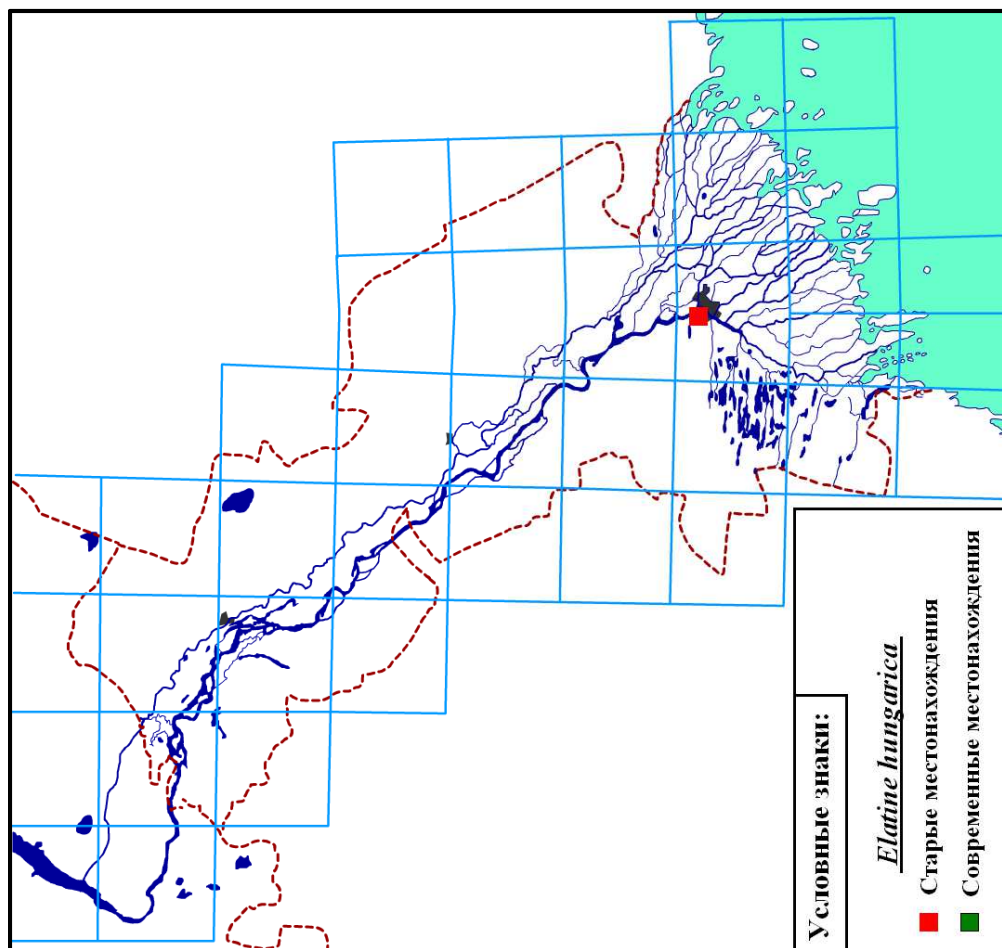 Условные знаки:
Elatine hungarica
Старые местонахождения
Современные местонахождения